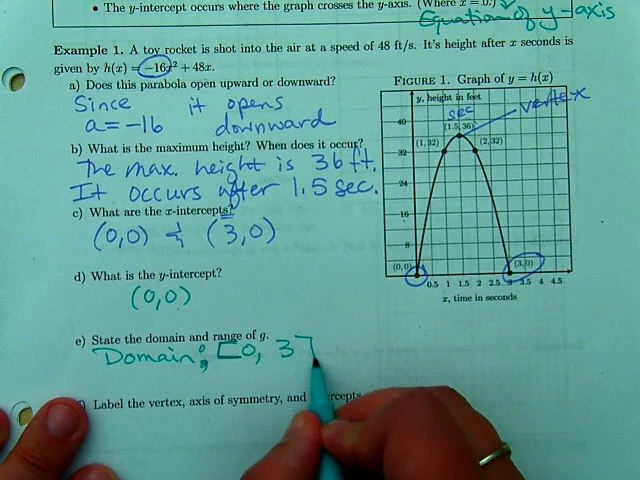 • The y-intercept occurs where the graph crosses the y-axis. (Where x = 0.)
Equation of y-axis
Example 1. A toy rocket is shot into the air at a speed of 48 ft/s. It's height after x seconds is
given by h(x) = −16x² + 48x.
a) Does this parabola open upward or downward?
Since it opens
a = -16 downward
b) What is the maximum height? When does it occur?
The max. height is 36 ft.
It occurs after 1.5 sec.
c) What are the x-intercepts?
(0,0) & (3,0)
d) What is the y-intercept?
(0,0)
e) State the domain and range of g.
Domain: [0, 3]
Label the vertex, axis of symmetry, and
Figure 1. Graph of y = h(x)
y, height in feet
sec
vertex
40
(1.5, 36)
(1, 32)
(2, 32)
32
24
16
8
(0, 0)
(3, 0)
0.5 1 1.5 2 2.5 3 3.5 4 4.5
x, time in seconds